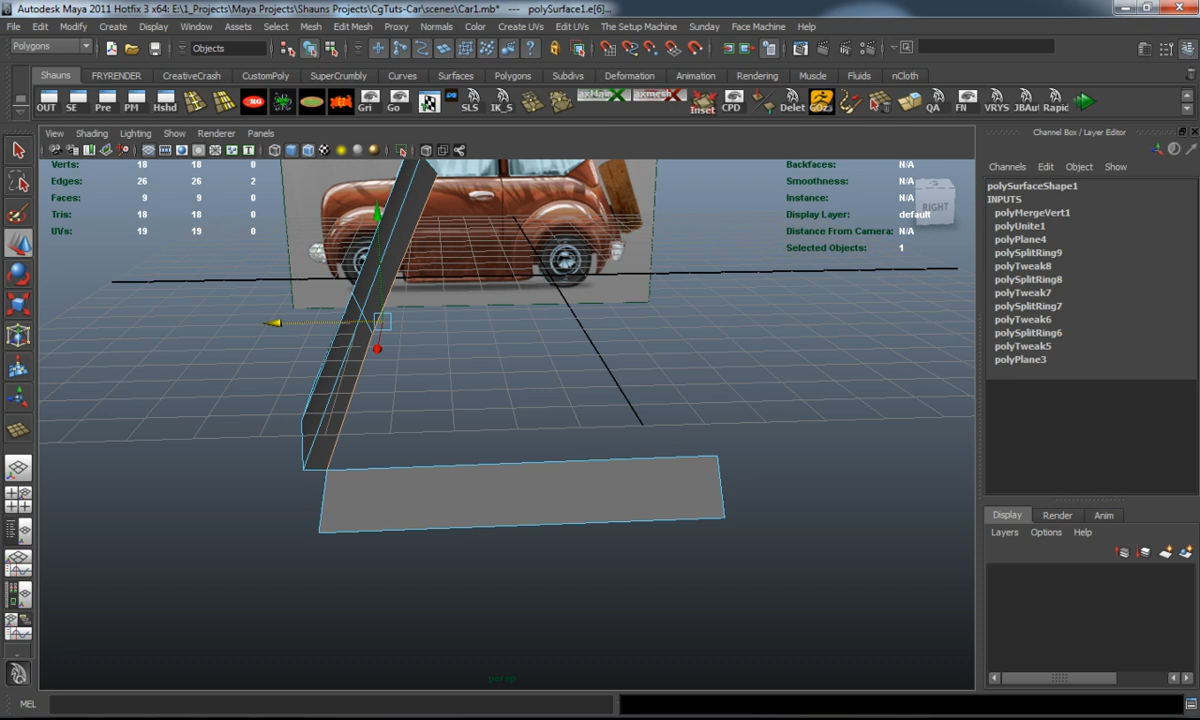 Autodesk Maya 2011 Hotfix 3 x64: E:\1_Projects\Maya Projects\Shauns Projects\CgTuts-Car\scenes\Car1.mb* --- polySurface1.e[6]...
File Edit Modify Create Display Window Assets Select Mesh Edit Mesh Proxy Normals Color Create UVs Edit UVs The Setup Machine Sunday Face Machine Help
Polygons Objects
Shauns FRYRENDER CreativeCrash CustomPoly SuperCrumbly Curves Surfaces Polygons Subdivs Deformation Animation Rendering Muscle Fluids nCloth
OUT SE Pre PM Hshd Gri Go SLS IK_S Inset CPD Delet GOz3 QA FN VRYS JBAut Rapid
Channel Box / Layer Editor
View Shading Lighting Show Renderer Panels
Channels Edit Object Show
Verts: 18 18 0
Edges: 26 26 2
Faces: 9 9 0
Tris: 18 18 0
UVs: 19 19 0
Backfaces: N/A
Smoothness: N/A
Instance: N/A
Display Layer: default
Distance From Camera: N/A
Selected Objects: 1
RIGHT
polySurfaceShape1
INPUTS
polyMergeVert1
polyUnite1
polyPlane4
polySplitRing9
polyTweak8
polySplitRing8
polyTweak7
polySplitRing7
polyTweak6
polySplitRing6
polyTweak5
polyPlane3
Display Render Anim
Layers Options Help
persp
MEL